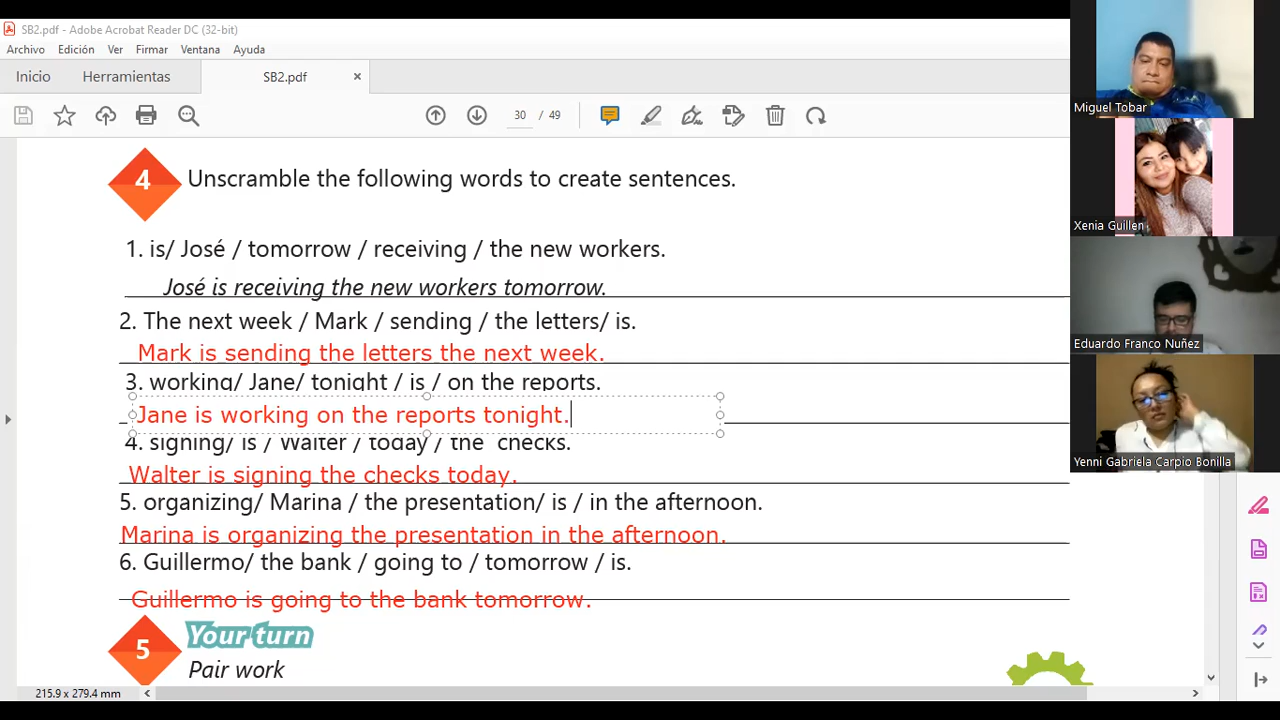 SB2.pdf - Adobe Acrobat Reader DC (32-bit)
Archivo Edición Ver Firmar Ventana Ayuda
Inicio Herramientas SB2.pdf ×
30 / 49
4 Unscramble the following words to create sentences.
1. is/ José / tomorrow / receiving / the new workers.
José is receiving the new workers tomorrow.
2. The next week / Mark / sending / the letters/ is.
Mark is sending the letters the next week.
3. working/ Jane/ tonight / is / on the reports.
Jane is working on the reports tonight.
4. signing/ is / Walter / today / the checks.
Walter is signing the checks today.
5. organizing/ Marina / the presentation/ is / in the afternoon.
Marina is organizing the presentation in the afternoon.
6. Guillermo/ the bank / going to / tomorrow / is.
Guillermo is going to the bank tomorrow.
5 Your turn
Pair work
215.9 x 279.4 mm
Miguel Tobar
Xenia Guillen
Eduardo Franco Nuñez
Yenni Gabriela Carpio Bonilla